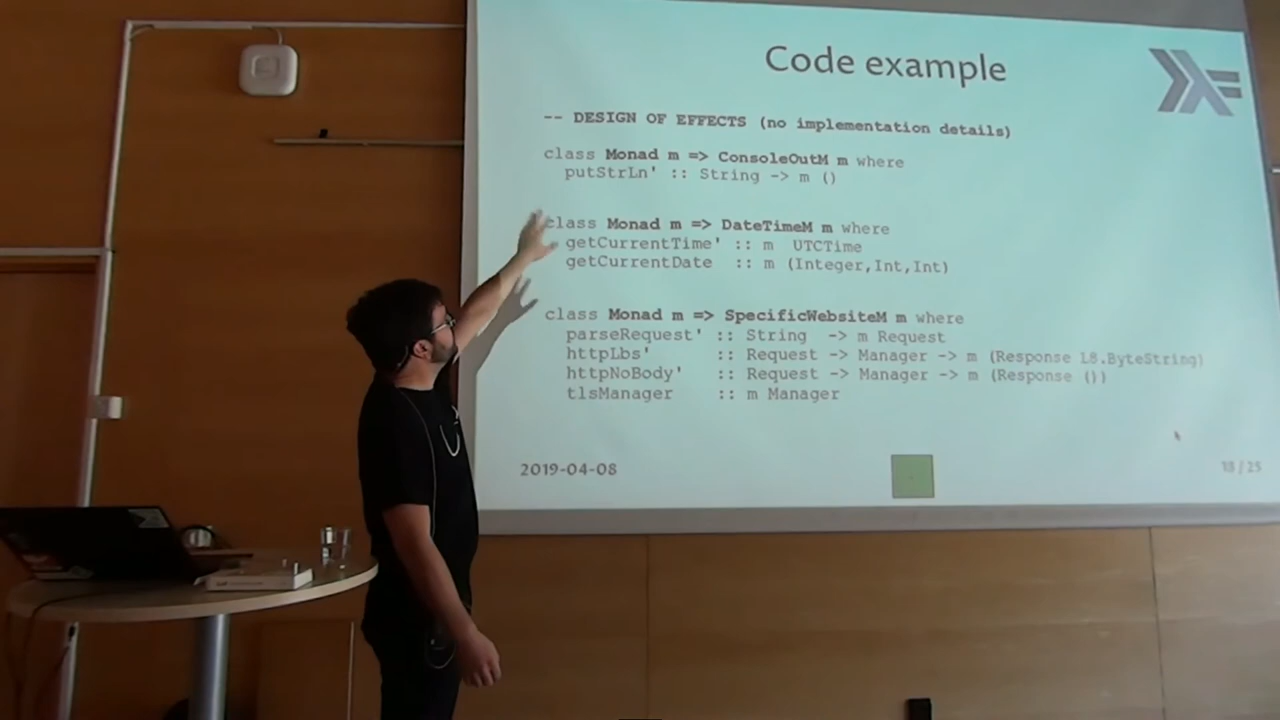 Code example
-- DESIGN OF EFFECTS (no implementation details)
class Monad m => ConsoleOutM m where
putStrLn' :: String -> m ()
class Monad m => DateTimeM m where
getCurrentTime' :: m UTCTime
getCurrentDate :: m (Integer,Int,Int)
class Monad m => SpecificWebsiteM m where
parseRequest' :: String -> m Request
httpLbs' :: Request -> Manager -> m (Response L8.ByteString)
httpNoBody' :: Request -> Manager -> m (Response ())
tlsManager :: m Manager
2019-04-08
13/25